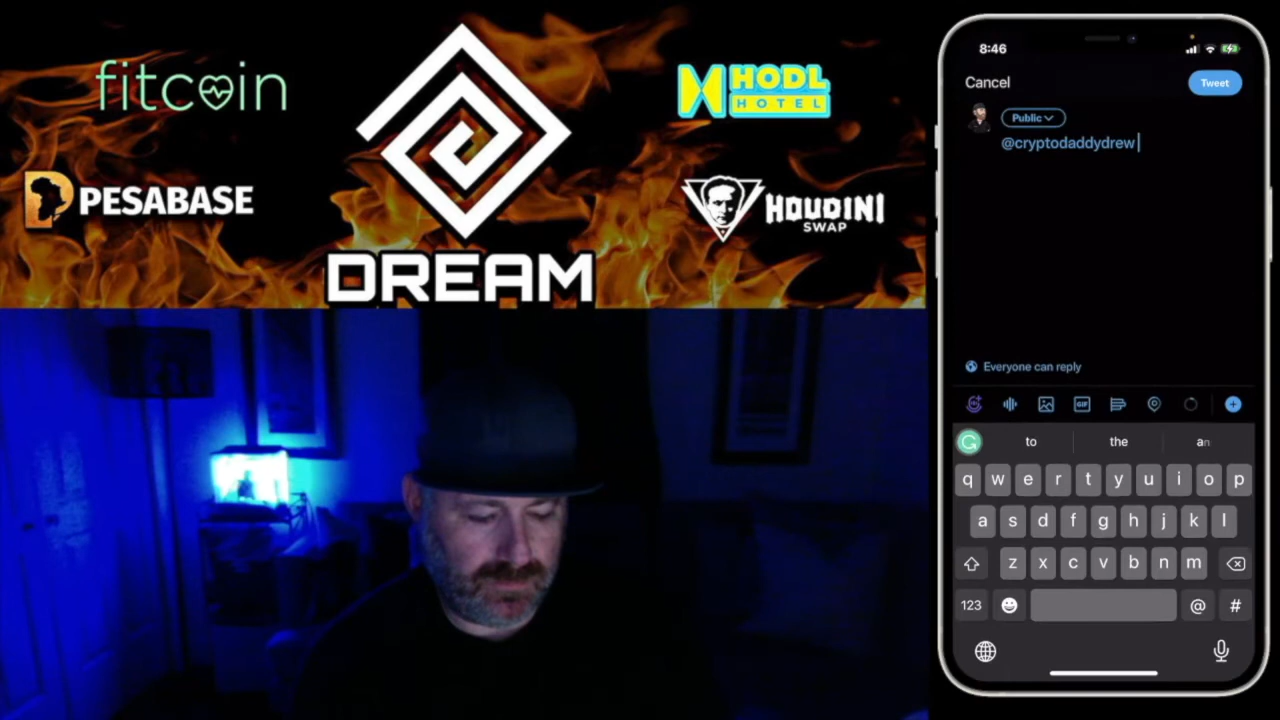 fitcoin
PESABASE
DREAM
HODL
HOTEL
HOUDINI
SWAP
8:46
Cancel
Tweet
Public
@cryptodaddydrew
Everyone can reply
GIF
to the an
q w e r t y u i o p
a s d f g h j k l
z x c v b n m
123 @ #